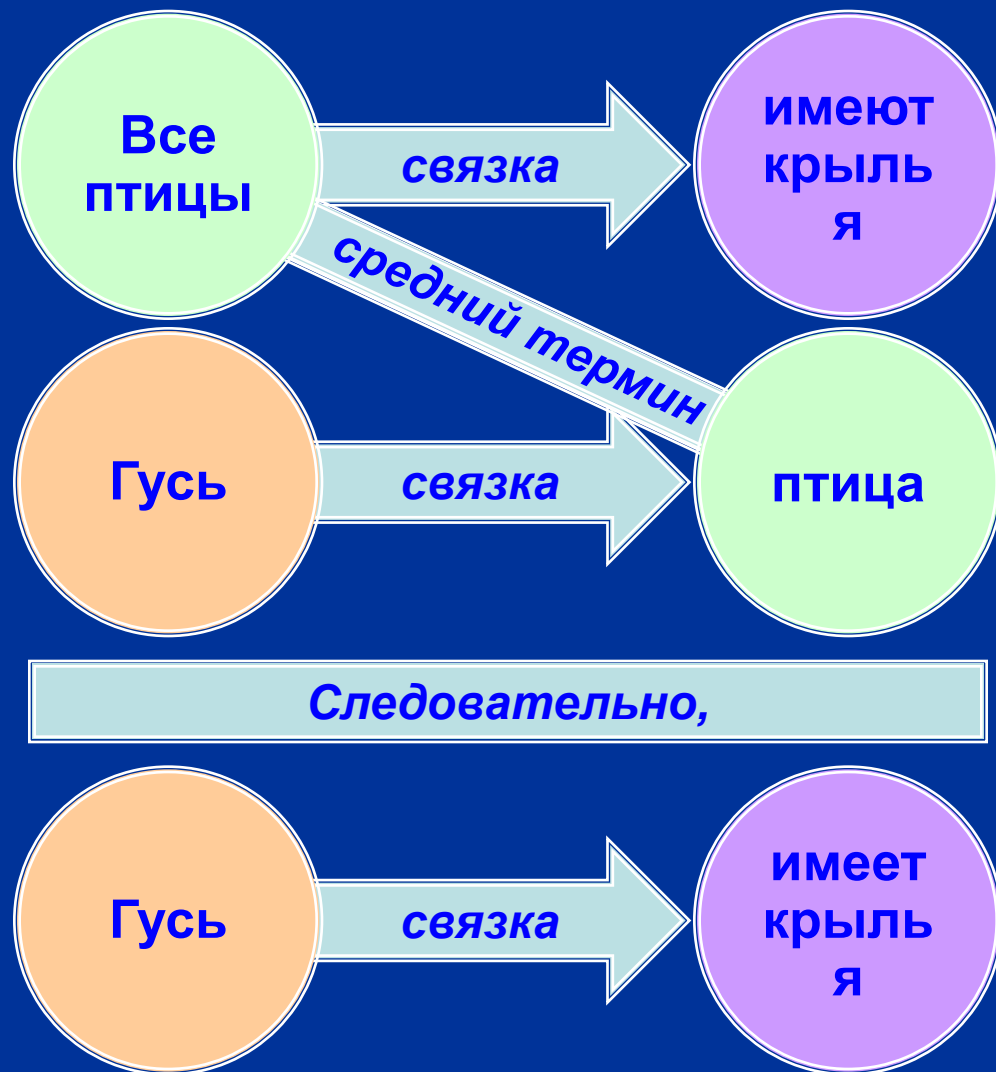 Все
птицы
связка
имеют
крыль
я
средний термин
Гусь
связка
птица
Следовательно,
Гусь
связка
имеет
крыль
я